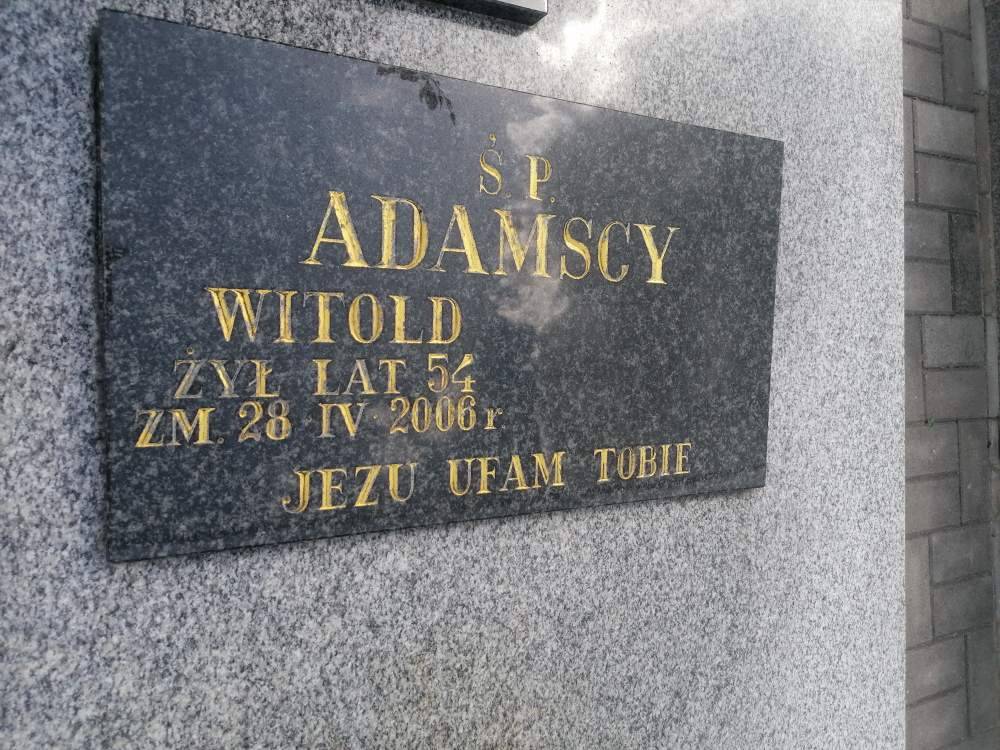 Ś. P.
ADAMSCY
WITOLD
ŻYŁ LAT 54
ZM. 28 IV 2006 r.
JEZU UFAM TOBIE